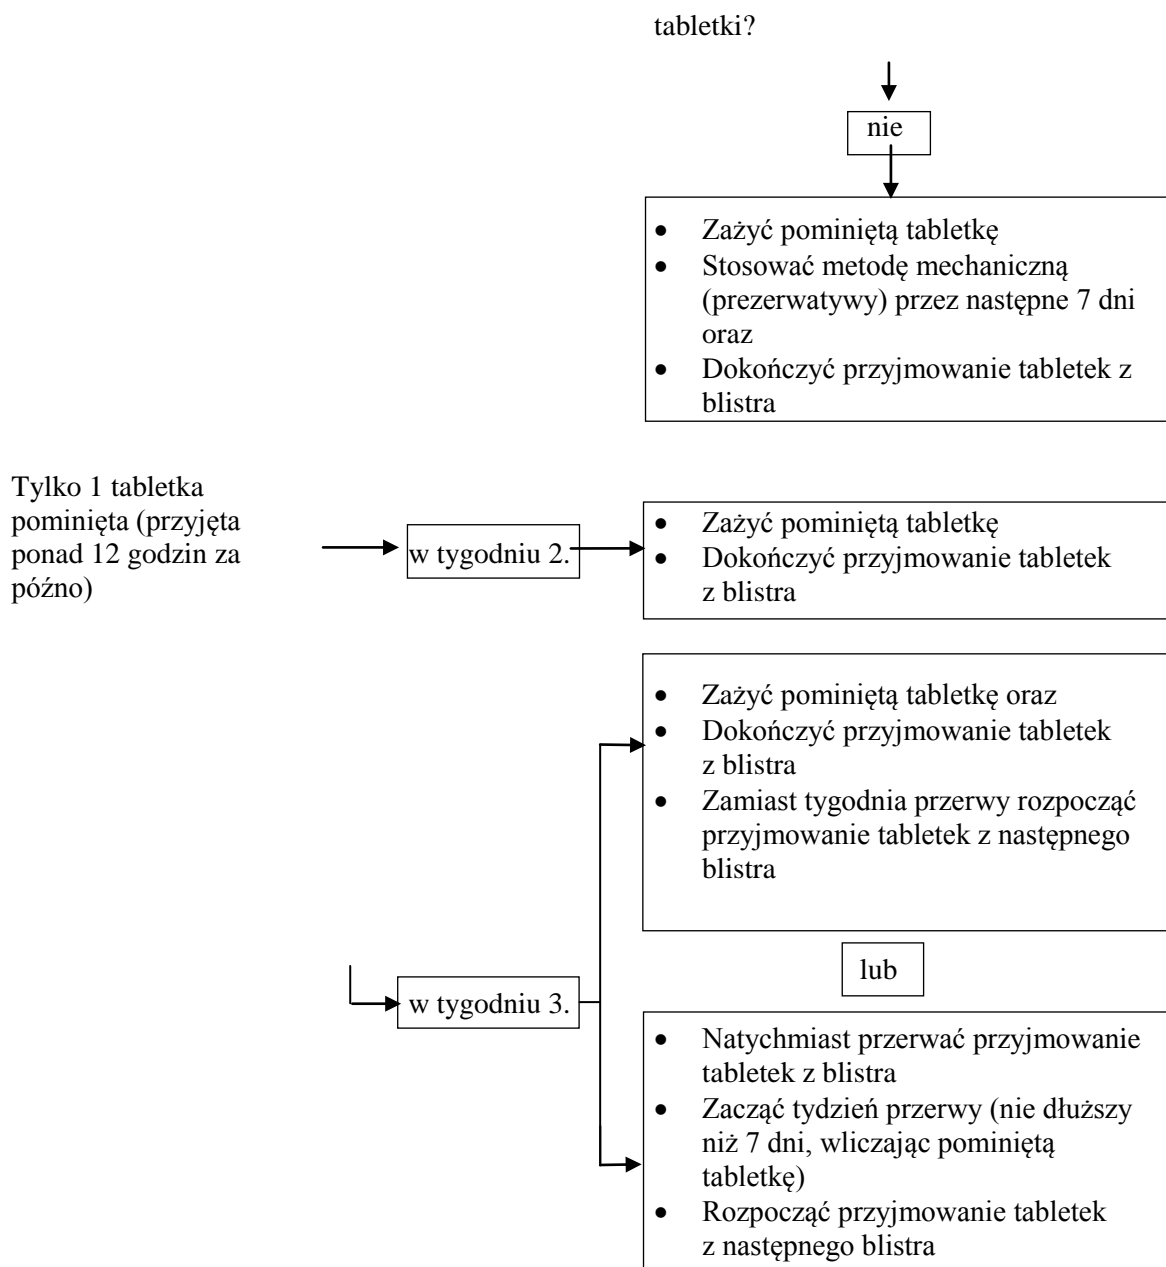 tabletki?
nie
• Zażyć pominiętą tabletkę
• Stosować metodę mechaniczną
(prezerwatywy) przez następne 7 dni
oraz
• Dokończyć przyjmowanie tabletek z
blistra
Tylko 1 tabletka
pominięta (przyjęta
ponad 12 godzin za
późno)
w tygodniu 2.
• Zażyć pominiętą tabletkę
• Dokończyć przyjmowanie tabletek
z blistra
• Zażyć pominiętą tabletkę oraz
• Dokończyć przyjmowanie tabletek
z blistra
• Zamiast tygodnia przerwy rozpocząć
przyjmowanie tabletek z następnego
blistra
lub
w tygodniu 3.
• Natychmiast przerwać przyjmowanie
tabletek z blistra
• Zacząć tydzień przerwy (nie dłuższy
niż 7 dni, wliczając pominiętą
tabletkę)
• Rozpocząć przyjmowanie tabletek
z następnego blistra